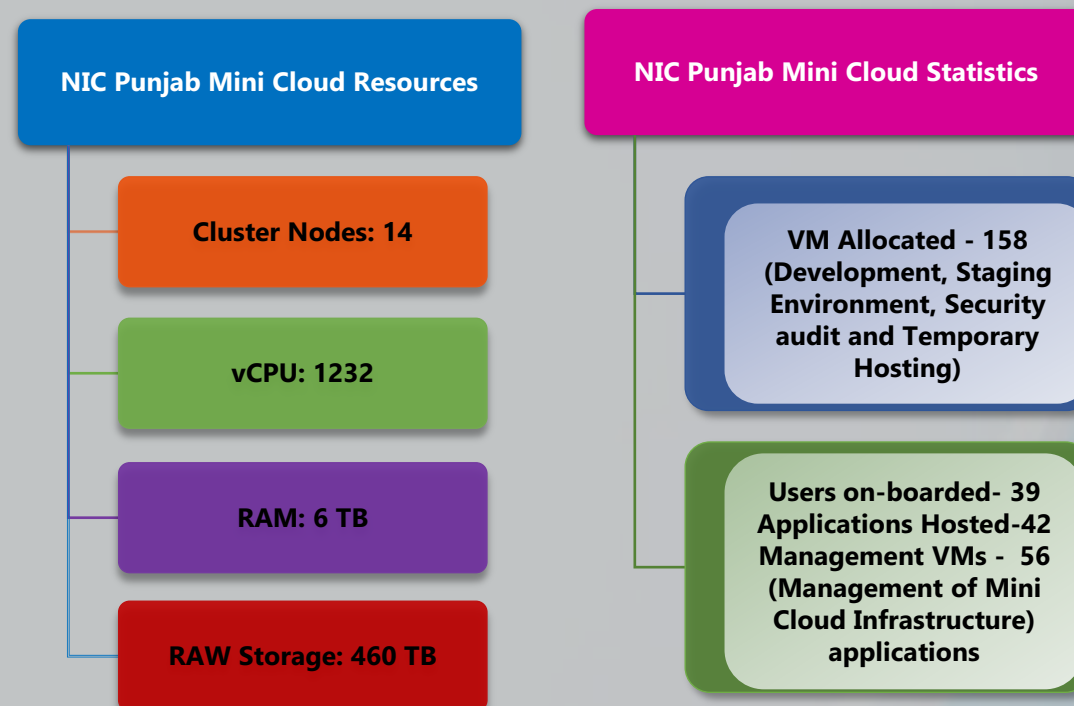 NIC Punjab Mini Cloud Resources
Cluster Nodes: 14
vCPU: 1232
RAM: 6 TB
RAW Storage: 460 TB
NIC Punjab Mini Cloud Statistics
VM Allocated - 158
(Development, Staging
Environment, Security
audit and Temporary
Hosting)
Users on-boarded- 39
Applications Hosted-42
Management VMs -  56
(Management of Mini
Cloud Infrastructure)
applications